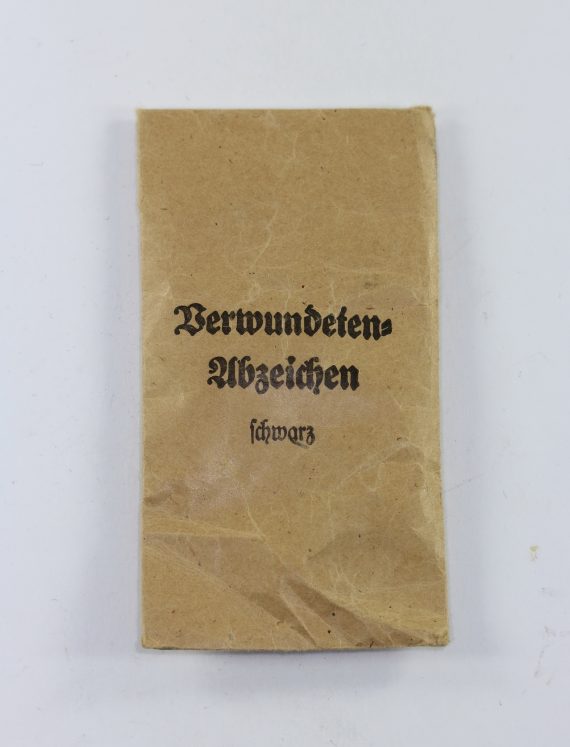 Verwundeten-
Abzeichen
schwarz